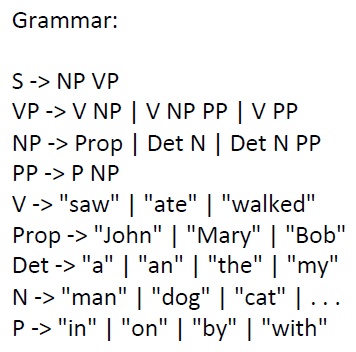 Grammar:
S -> NP VP
VP -> V NP | V NP PP | V PP
NP -> Prop | Det N | Det N PP
PP -> P NP
V -> "saw" | "ate" | "walked"
Prop -> "John" | "Mary" | "Bob"
Det -> "a" | "an" | "the" | "my"
N -> "man" | "dog" | "cat" | . . .
P -> "in" | "on" | "by" | "with"